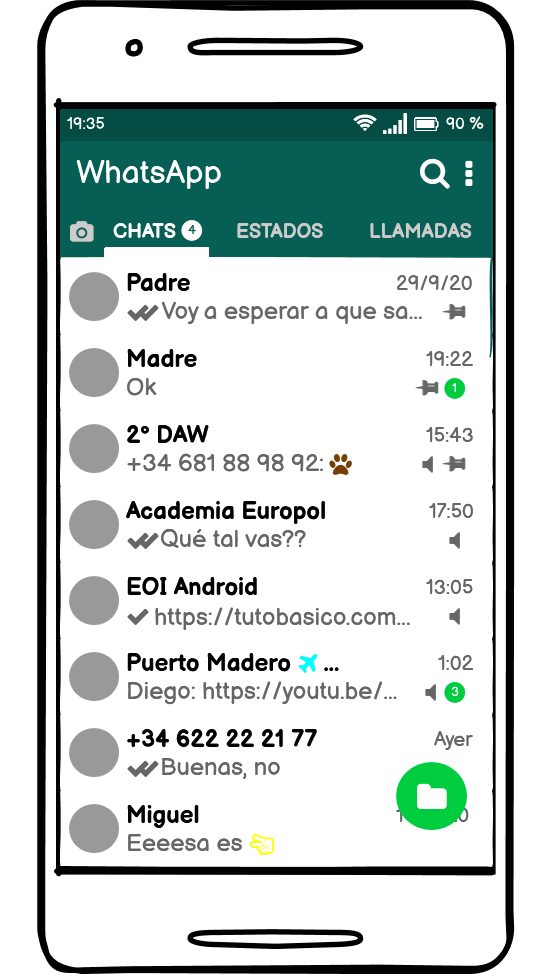 19:35 90 %
WhatsApp
CHATS 4 ESTADOS LLAMADAS
Padre 29/9/20
Voy a esperar a que sa...
Madre 19:22
Ok 1
2° DAW 15:43
+34 681 88 98 92:
Academia Europol 17:50
Qué tal vas??
EOI Android 13:05
https://tutobasico.com...
Puerto Madero ... 1:02
Diego: https://youtu.be/... 3
+34 622 22 21 77 Ayer
Buenas, no
Miguel
Eeeesa es